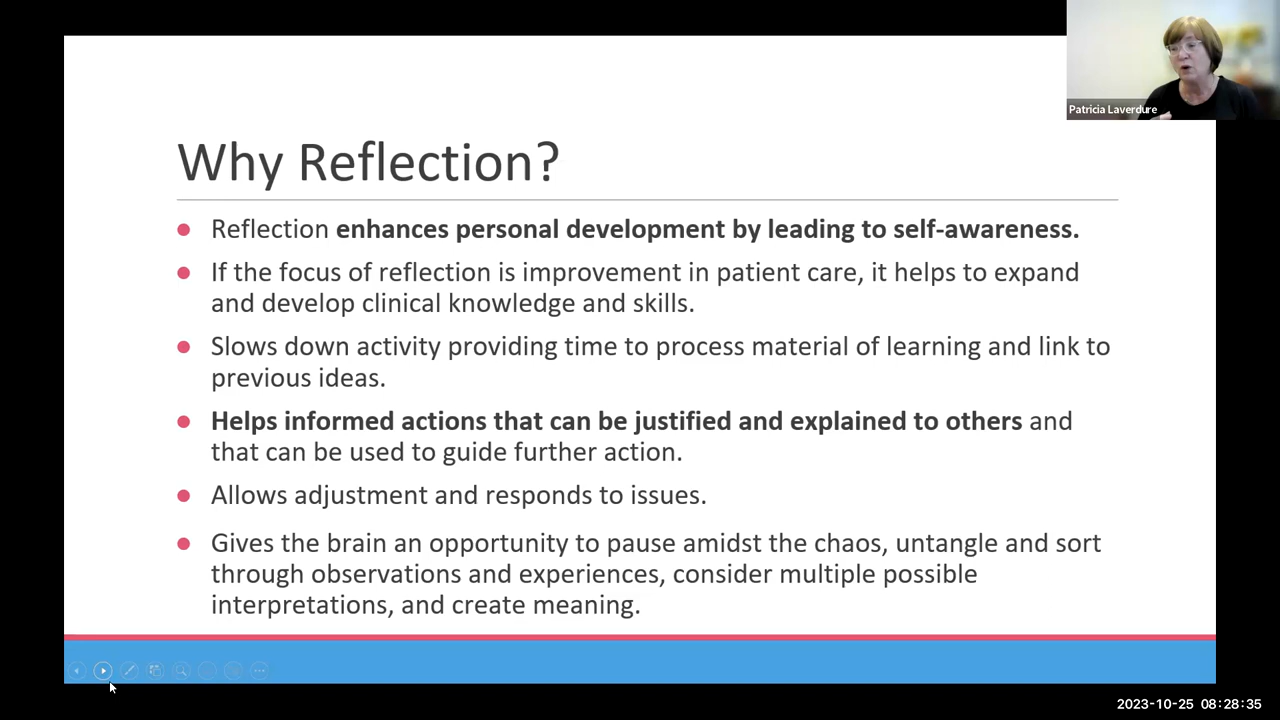 Patricia Laverdure
Why Reflection?
Reflection enhances personal development by leading to self-awareness.
If the focus of reflection is improvement in patient care, it helps to expand
and develop clinical knowledge and skills.
Slows down activity providing time to process material of learning and link to
previous ideas.
Helps informed actions that can be justified and explained to others and
that can be used to guide further action.
Allows adjustment and responds to issues.
Gives the brain an opportunity to pause amidst the chaos, untangle and sort
through observations and experiences, consider multiple possible
interpretations, and create meaning.
2023-10-25 08:28:35